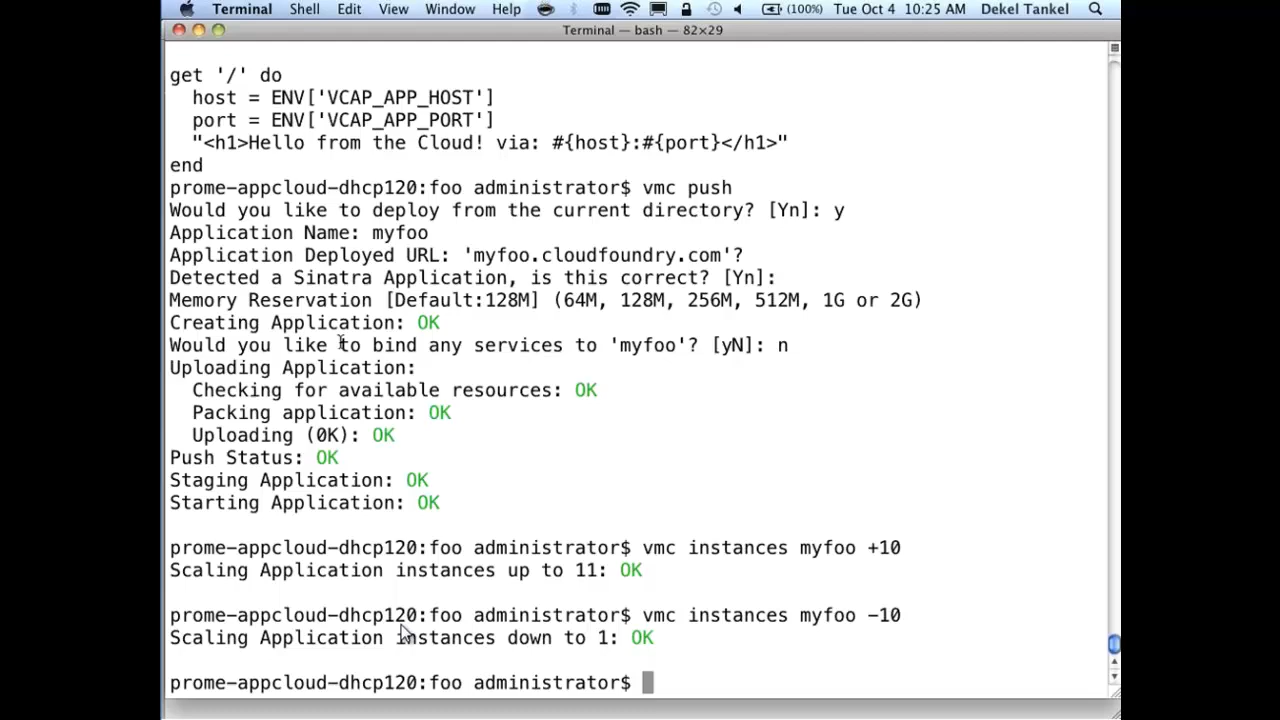 Terminal Shell Edit View Window Help (100%) Tue Oct 4 10:25 AM Dekel Tankel
Terminal — bash — 82×29
get '/' do
  host = ENV['VCAP_APP_HOST']
  port = ENV['VCAP_APP_PORT']
  "<h1>Hello from the Cloud! via: #{host}:#{port}</h1>"
end
prome-appcloud-dhcp120:foo administrator$ vmc push
Would you like to deploy from the current directory? [Yn]: y
Application Name: myfoo
Application Deployed URL: 'myfoo.cloudfoundry.com'?
Detected a Sinatra Application, is this correct? [Yn]:
Memory Reservation [Default:128M] (64M, 128M, 256M, 512M, 1G or 2G)
Creating Application: OK
Would you like to bind any services to 'myfoo'? [yN]: n
Uploading Application:
  Checking for available resources: OK
  Packing application: OK
  Uploading (0K): OK
Push Status: OK
Staging Application: OK
Starting Application: OK
prome-appcloud-dhcp120:foo administrator$ vmc instances myfoo +10
Scaling Application instances up to 11: OK
prome-appcloud-dhcp120:foo administrator$ vmc instances myfoo -10
Scaling Application instances down to 1: OK
prome-appcloud-dhcp120:foo administrator$